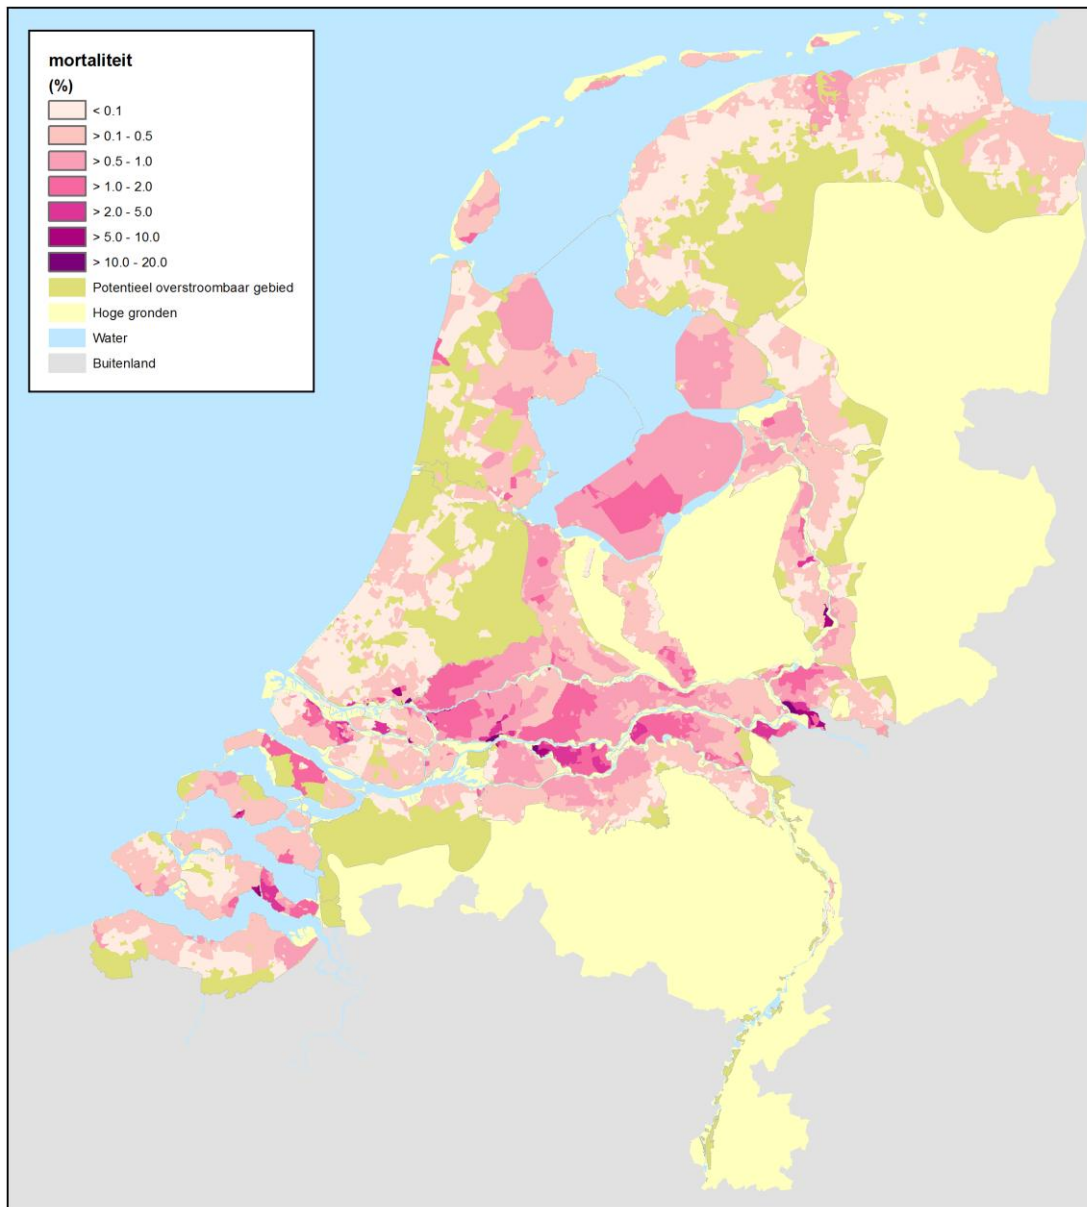 mortaliteit
(%)
< 0.1
> 0.1 - 0.5
> 0.5 - 1.0
> 1.0 - 2.0
> 2.0 - 5.0
> 5.0 - 10.0
> 10.0 - 20.0
Potentieel overstroombaar gebied
Hoge gronden
Water
Buitenland